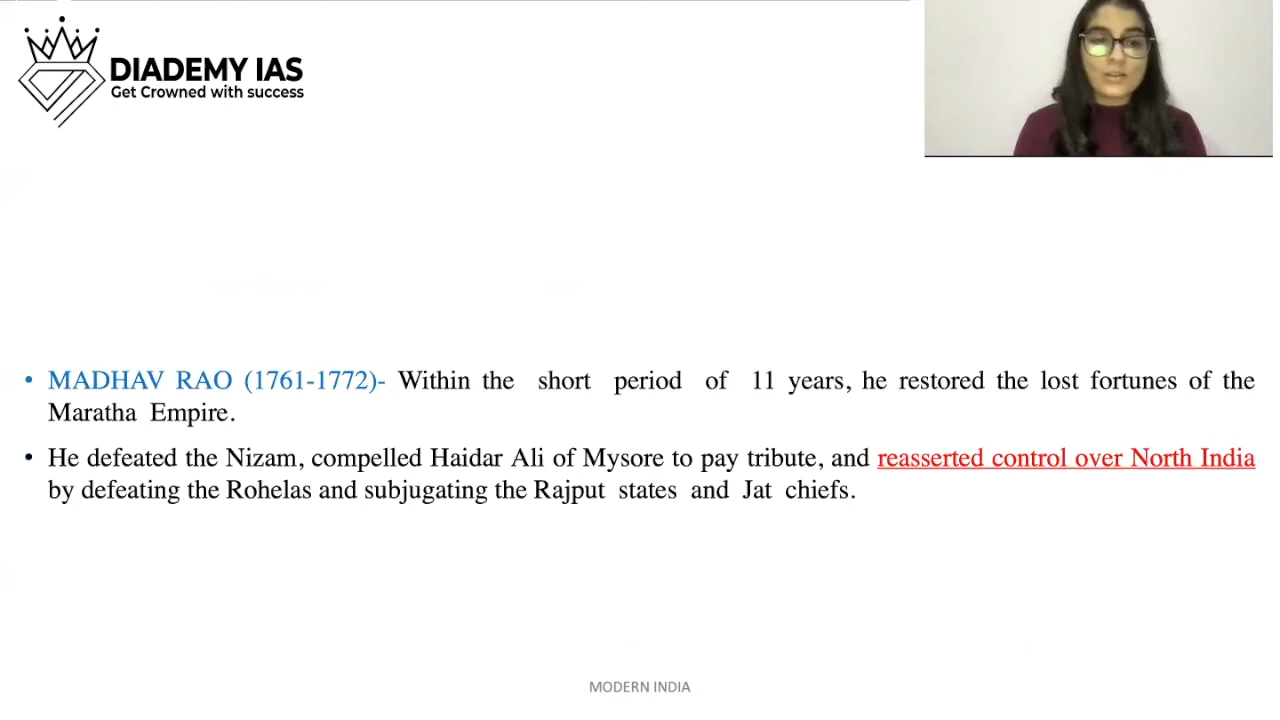 DIADEMY IAS
Get Crowned with success
• MADHAV RAO (1761-1772)- Within the short period of 11 years, he restored the lost fortunes of the
Maratha Empire.
• He defeated the Nizam, compelled Haidar Ali of Mysore to pay tribute, and reasserted control over North India
by defeating the Rohelas and subjugating the Rajput states and Jat chiefs.
MODERN INDIA